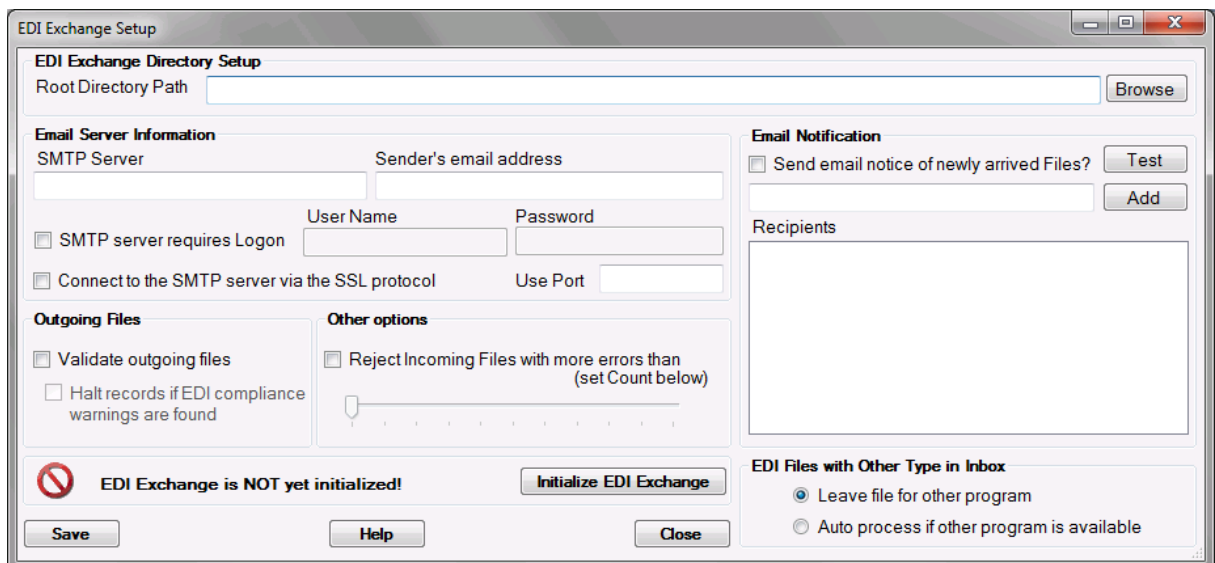 EDI Exchange Setup
EDI Exchange Directory Setup
Root Directory Path
Browse
Email Server Information
SMTP Server
Sender's email address
User Name
Password
SMTP server requires Logon
Connect to the SMTP server via the SSL protocol
Use Port
Email Notification
Send email notice of newly arrived Files?
Test
Add
Recipients
Outgoing Files
Validate outgoing files
Halt records if EDI compliance
warnings are found
Other options
Reject Incoming Files with more errors than
(set Count below)
EDI Exchange is NOT yet initialized!
Initialize EDI Exchange
EDI Files with Other Type in Inbox
Leave file for other program
Auto process if other program is available
Save
Help
Close